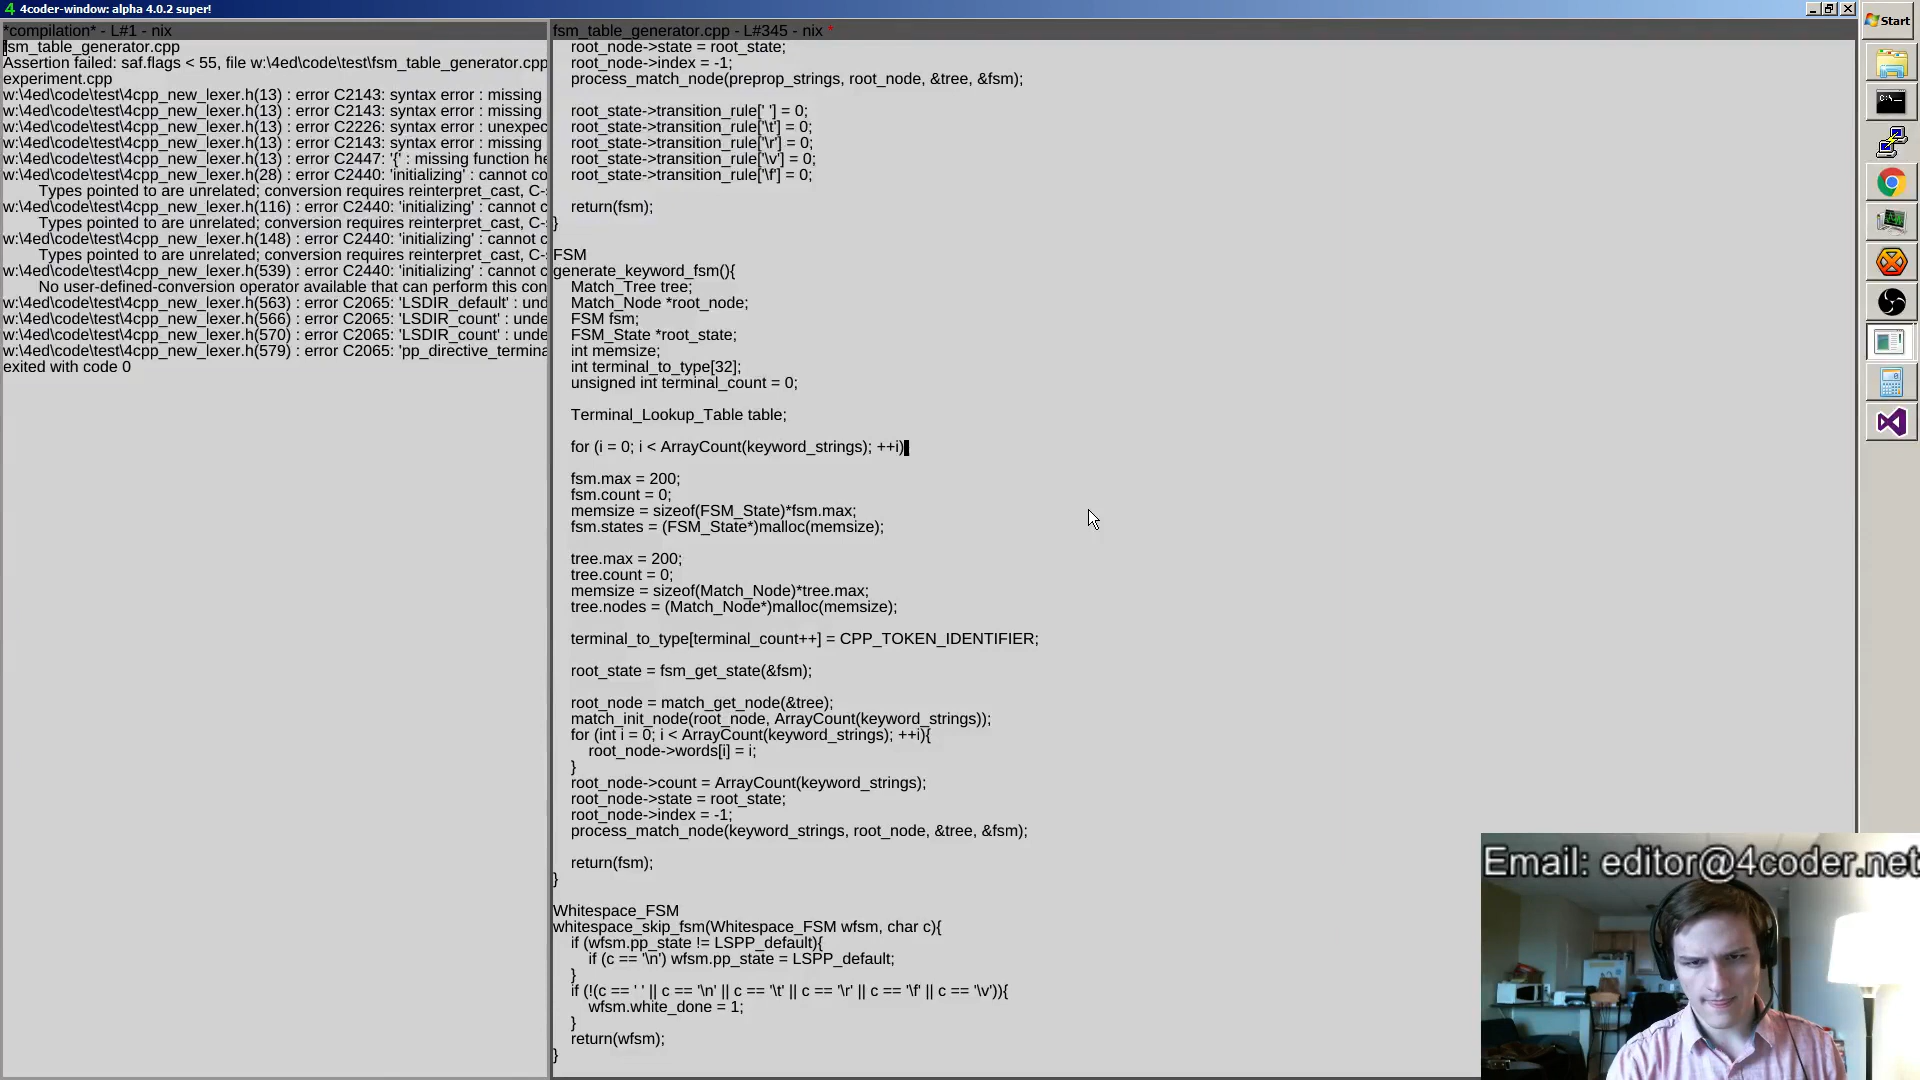 4coder-window: alpha 4.0.2 super!
Start
*compilation* - L#1 - nix
fsm_table_generator.cpp
Assertion failed: saf.flags < 55, file w:\4ed\code\test\fsm_table_generator.cpp
experiment.cpp
w:\4ed\code\test\4cpp_new_lexer.h(13) : error C2143: syntax error : missing
w:\4ed\code\test\4cpp_new_lexer.h(13) : error C2143: syntax error : missing
w:\4ed\code\test\4cpp_new_lexer.h(13) : error C2226: syntax error : unexpec
w:\4ed\code\test\4cpp_new_lexer.h(13) : error C2143: syntax error : missing
w:\4ed\code\test\4cpp_new_lexer.h(13) : error C2447: '{' : missing function he
w:\4ed\code\test\4cpp_new_lexer.h(28) : error C2440: 'initializing' : cannot co
Types pointed to are unrelated; conversion requires reinterpret_cast, C-
w:\4ed\code\test\4cpp_new_lexer.h(116) : error C2440: 'initializing' : cannot c
Types pointed to are unrelated; conversion requires reinterpret_cast, C-
w:\4ed\code\test\4cpp_new_lexer.h(148) : error C2440: 'initializing' : cannot c
Types pointed to are unrelated; conversion requires reinterpret_cast, C-
w:\4ed\code\test\4cpp_new_lexer.h(539) : error C2440: 'initializing' : cannot c
No user-defined-conversion operator available that can perform this con
w:\4ed\code\test\4cpp_new_lexer.h(563) : error C2065: 'LSDIR_default' : und
w:\4ed\code\test\4cpp_new_lexer.h(566) : error C2065: 'LSDIR_count' : unde
w:\4ed\code\test\4cpp_new_lexer.h(570) : error C2065: 'LSDIR_count' : unde
w:\4ed\code\test\4cpp_new_lexer.h(579) : error C2065: 'pp_directive_termina
exited with code 0
fsm_table_generator.cpp - L#345 - nix *
root_node->state = root_state;
root_node->index = -1;
process_match_node(preprop_strings, root_node, &tree, &fsm);
root_state->transition_rule[' '] = 0;
root_state->transition_rule['\t'] = 0;
root_state->transition_rule['\r'] = 0;
root_state->transition_rule['\v'] = 0;
root_state->transition_rule['\f'] = 0;
return(fsm);
}
FSM
generate_keyword_fsm(){
Match_Tree tree;
Match_Node *root_node;
FSM fsm;
FSM_State *root_state;
int memsize;
int terminal_to_type[32];
unsigned int terminal_count = 0;
Terminal_Lookup_Table table;
for (i = 0; i < ArrayCount(keyword_strings); ++i)
fsm.max = 200;
fsm.count = 0;
memsize = sizeof(FSM_State)*fsm.max;
fsm.states = (FSM_State*)malloc(memsize);
tree.max = 200;
tree.count = 0;
memsize = sizeof(Match_Node)*tree.max;
tree.nodes = (Match_Node*)malloc(memsize);
terminal_to_type[terminal_count++] = CPP_TOKEN_IDENTIFIER;
root_state = fsm_get_state(&fsm);
root_node = match_get_node(&tree);
match_init_node(root_node, ArrayCount(keyword_strings));
for (int i = 0; i < ArrayCount(keyword_strings); ++i){
root_node->words[i] = i;
}
root_node->count = ArrayCount(keyword_strings);
root_node->state = root_state;
root_node->index = -1;
process_match_node(keyword_strings, root_node, &tree, &fsm);
return(fsm);
}
Whitespace_FSM
whitespace_skip_fsm(Whitespace_FSM wfsm, char c){
if (wfsm.pp_state != LSPP_default){
if (c == '\n') wfsm.pp_state = LSPP_default;
}
if (!(c == ' ' || c == '\n' || c == '\t' || c == '\r' || c == '\f' || c == '\v')){
wfsm.white_done = 1;
}
return(wfsm);
}
Email: editor@4coder.net